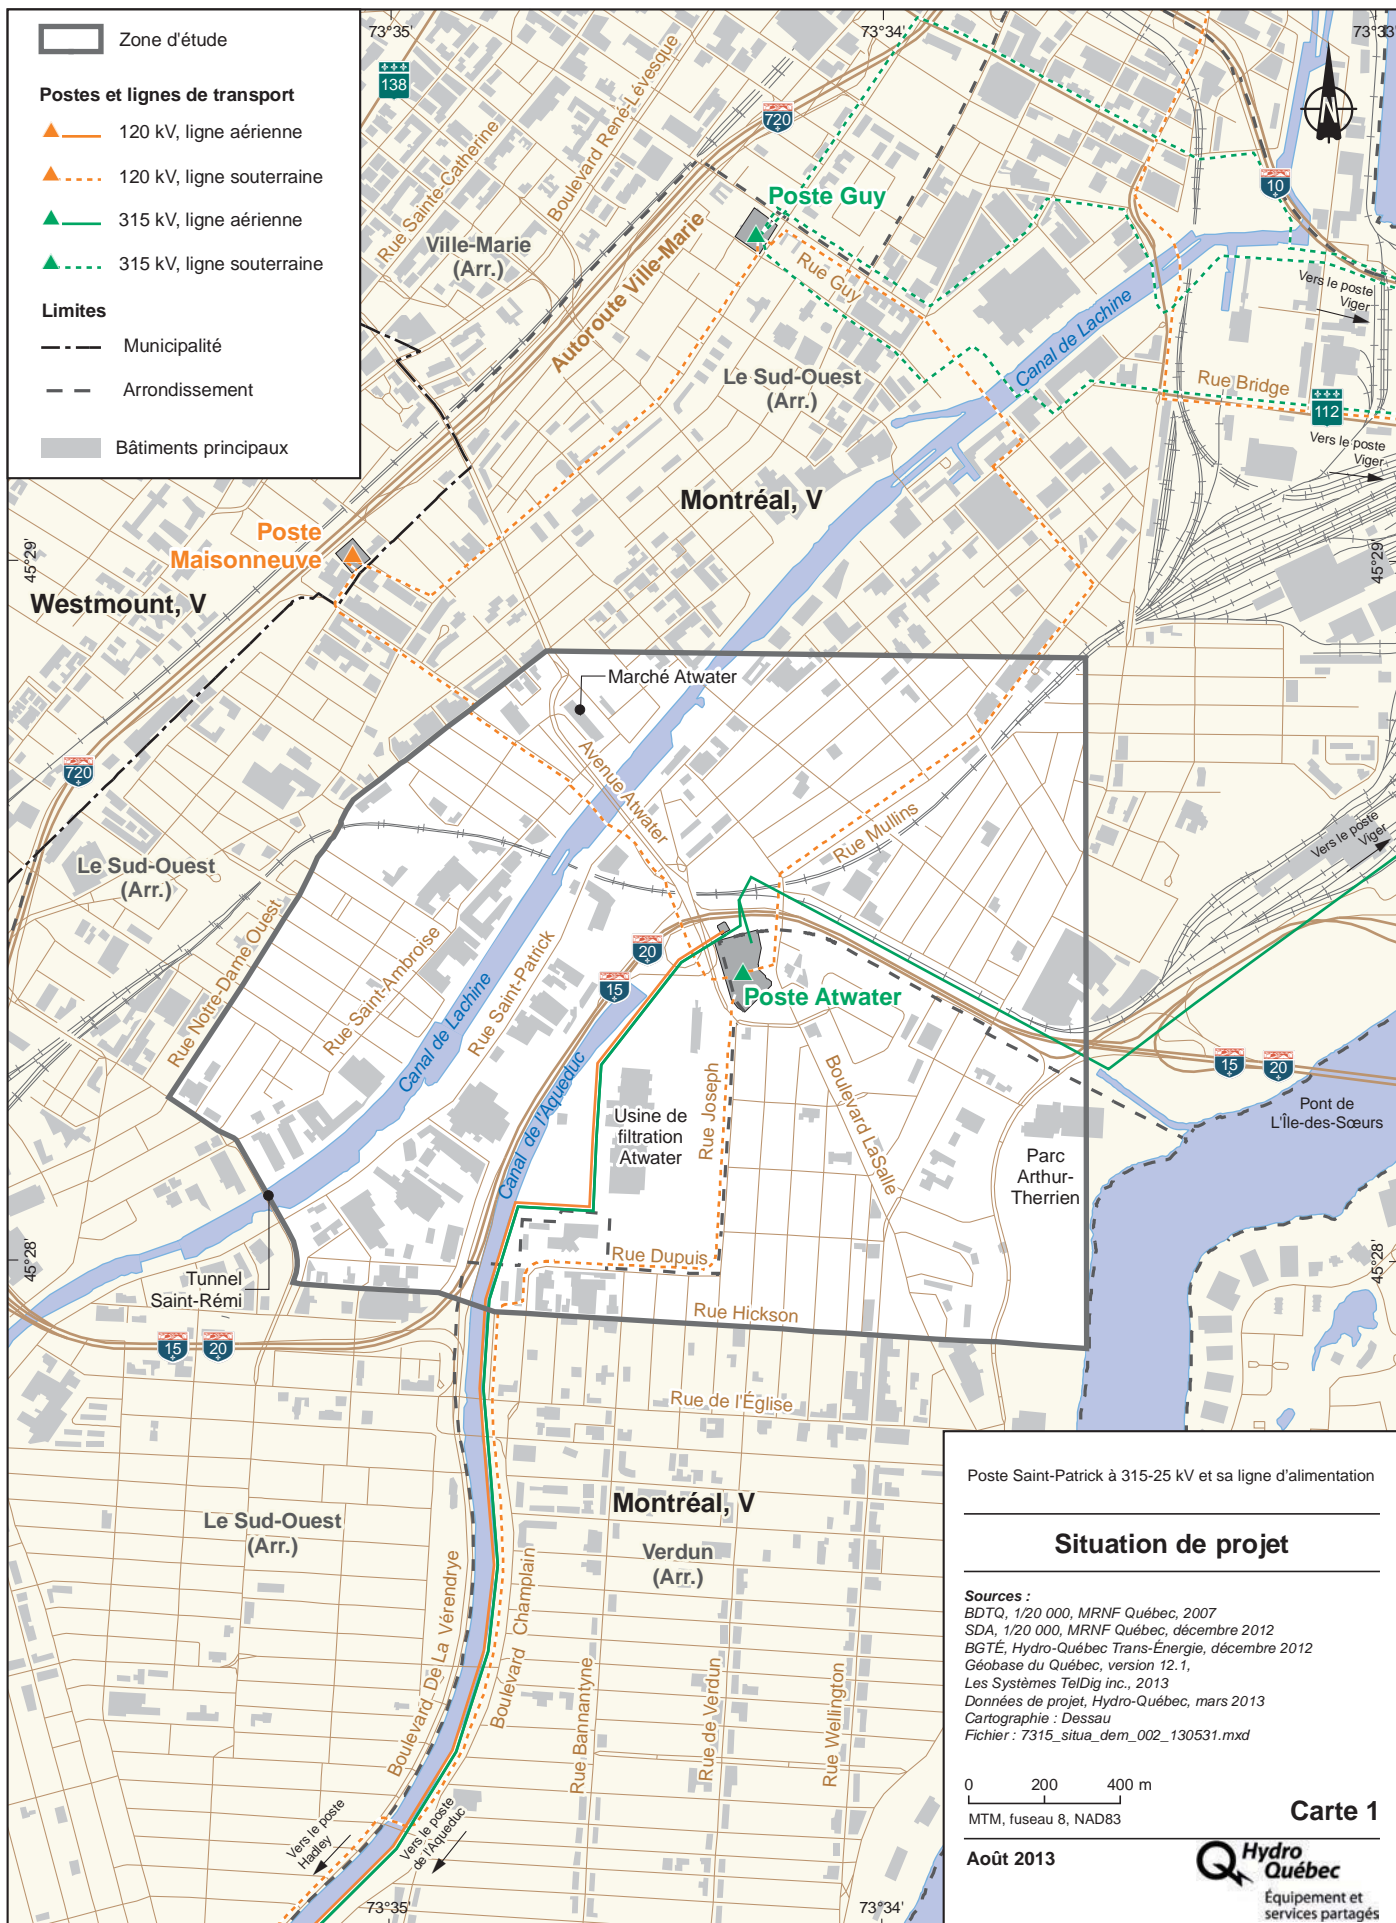 Zone d'étude
Postes et lignes de transport
120 kV, ligne aérienne
120 kV, ligne souterraine
315 kV, ligne aérienne
315 kV, ligne souterraine
Limites
Municipalité
Arrondissement
Bâtiments principaux
73°35'
73°34'
73°33'
138
720
10
N
Rue Sainte-Catherine
Boulevard René-Lévesque
Ville-Marie
(Arr.)
Autoroute Ville-Marie
Poste Guy
Rue Guy
Canal de Lachine
Vers le poste
Viger
Le Sud-Ouest
(Arr.)
Rue Bridge
112
Vers le poste
Viger
Montréal, V
Poste
Maisonneuve
45°29'
45°29'
Westmount, V
Marché Atwater
720
Avenue Atwater
Rue Mullins
Vers le poste
Viger
Le Sud-Ouest
(Arr.)
Rue Notre-Dame Ouest
Rue Saint-Ambroise
Canal de Lachine
Rue Saint-Patrick
20
15
Canal de l'Aqueduc
Poste Atwater
Rue Joseph
Boulevard LaSalle
Usine de
filtration
Atwater
15
20
Pont de
L'Île-des-Sœurs
Parc
Arthur-
Therrien
45°28'
45°28'
Tunnel
Saint-Rémi
Rue Dupuis
Rue Hickson
15
20
Rue de l'Église
Le Sud-Ouest
(Arr.)
Montréal, V
Verdun
(Arr.)
Boulevard De La Vérendrye
Boulevard Champlain
Rue Bannantyne
Rue de Verdun
Rue Wellington
Vers le poste
Hadley
Vers le poste
de l'Aqueduc
73°35'
73°34'
Poste Saint-Patrick à 315-25 kV et sa ligne d'alimentation
Situation de projet
Sources :
BDTQ, 1/20 000, MRNF Québec, 2007
SDA, 1/20 000, MRNF Québec, décembre 2012
BGTÉ, Hydro-Québec Trans-Énergie, décembre 2012
Géobase du Québec, version 12.1,
Les Systèmes TelDig inc., 2013
Données de projet, Hydro-Québec, mars 2013
Cartographie : Dessau
Fichier : 7315_situa_dem_002_130531.mxd
0 200 400 m
MTM, fuseau 8, NAD83
Carte 1
Août 2013
Hydro
Québec
Équipement et
services partagés